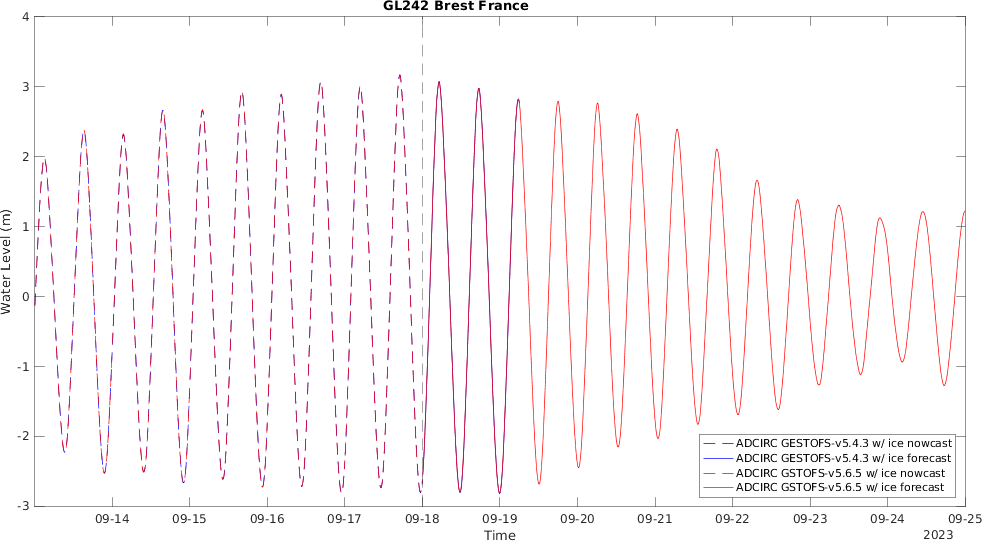 GL242 Brest France
4
3
2
1
0
-1
-2
-3
Water Level (m)
ADCIRC GESTOFS-v5.4.3 w/ ice nowcast
ADCIRC GESTOFS-v5.4.3 w/ ice forecast
ADCIRC GSTOFS-v5.6.5 w/ ice nowcast
ADCIRC GSTOFS-v5.6.5 w/ ice forecast
09-14 09-15 09-16 09-17 09-18 09-19 09-20 09-21 09-22 09-23 09-24 09-25
Time
2023